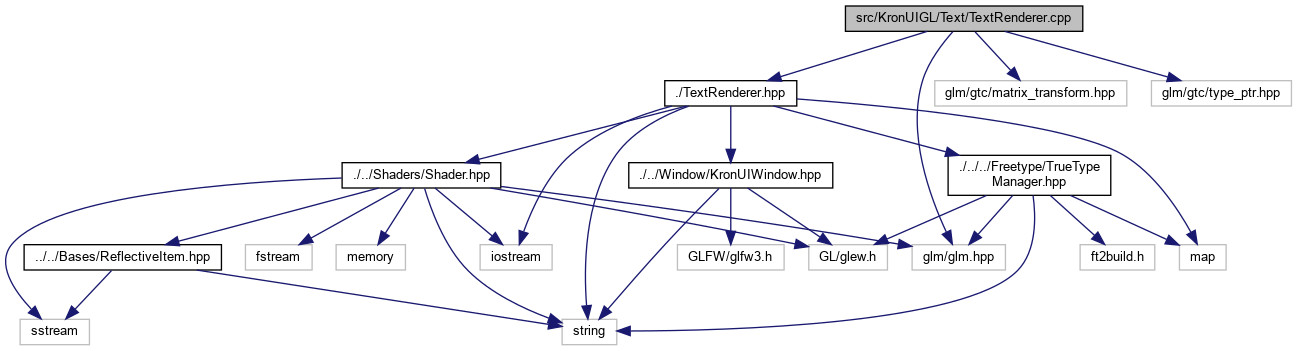 src/KronUIGL/Text/TextRenderer.cpp
./TextRenderer.hpp
glm/gtc/matrix_transform.hpp
glm/gtc/type_ptr.hpp
./../Shaders/Shader.hpp
./../Window/KronUIWindow.hpp
./../../Freetype/TrueType
Manager.hpp
../../Bases/ReflectiveItem.hpp
fstream
memory
iostream
GLFW/glfw3.h
GL/glew.h
glm/glm.hpp
ft2build.h
map
sstream
string